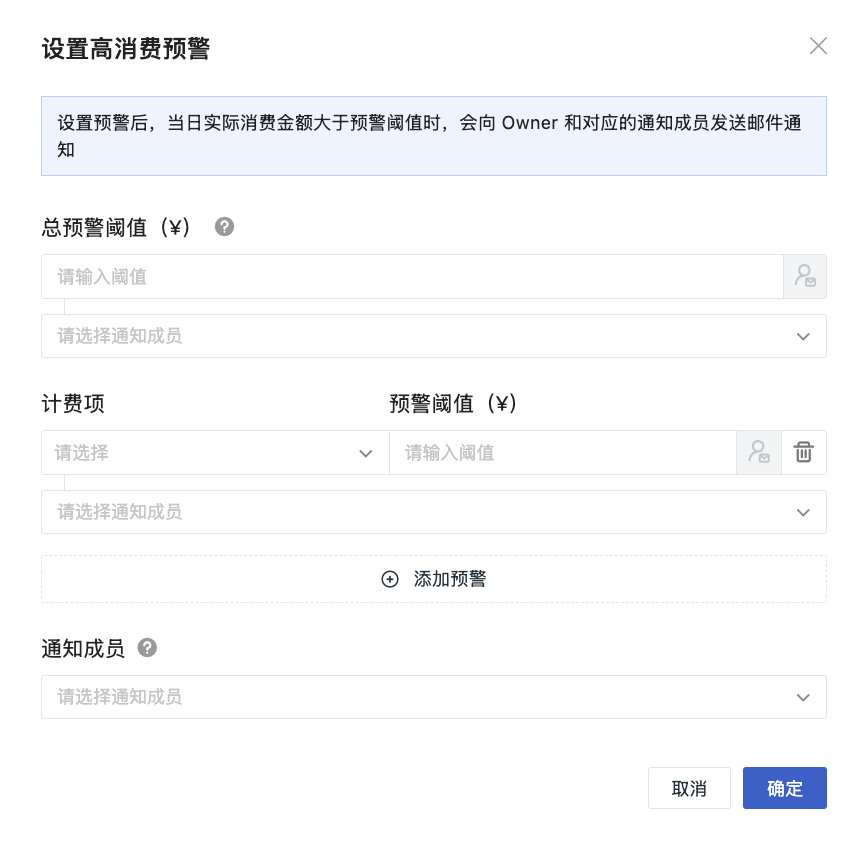 设置高消费预警
设置预警后，当日实际消费金额大于预警阈值时，会向 Owner 和对应的通知成员发送邮件通
知
总预警阈值（¥）
请输入阈值
请选择通知成员
计费项 预警阈值（¥）
请选择 请输入阈值
请选择通知成员
添加预警
通知成员
请选择通知成员
取消 确定